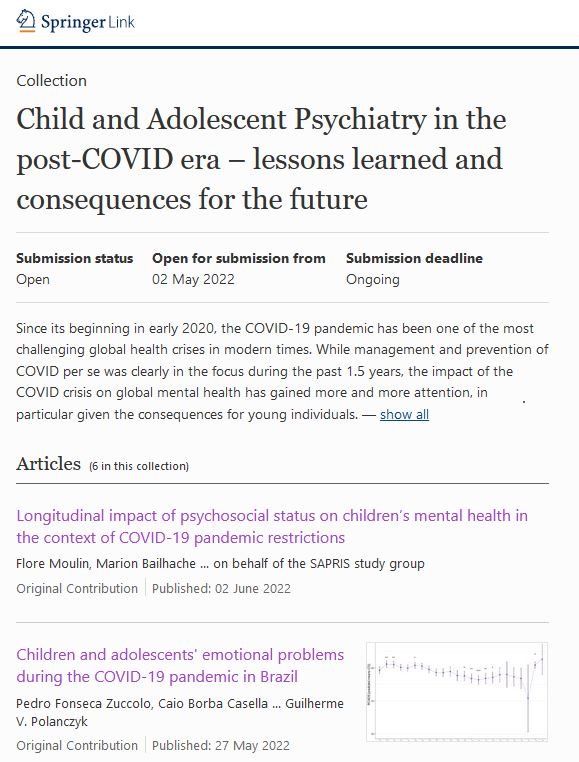 Springer Link
Collection
Child and Adolescent Psychiatry in the
post-COVID era – lessons learned and
consequences for the future
Submission status Open for submission from Submission deadline
Open 02 May 2022 Ongoing
Since its beginning in early 2020, the COVID-19 pandemic has been one of the most
challenging global health crises in modern times. While management and prevention of
COVID per se was clearly in the focus during the past 1.5 years, the impact of the
COVID crisis on global mental health has gained more and more attention, in
particular given the consequences for young individuals. — show all
Articles (6 in this collection)
Longitudinal impact of psychosocial status on children’s mental health in
the context of COVID-19 pandemic restrictions
Flore Moulin, Marion Bailhache ... on behalf of the SAPRIS study group
Original Contribution Published: 02 June 2022
Children and adolescents’ emotional problems
during the COVID-19 pandemic in Brazil
Pedro Fonseca Zuccolo, Caio Borba Casella ... Guilherme
V. Polanczyk
Original Contribution Published: 27 May 2022